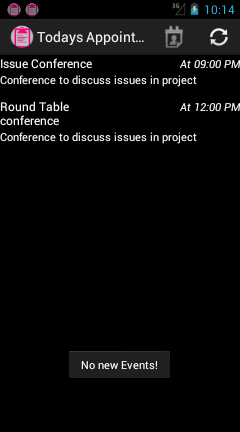 3G 10:14
Todays Appoint...
Issue Conference At 09:00 PM
Conference to discuss issues in project
Round Table At 12:00 PM
conference
Conference to discuss issues in project
No new Events!